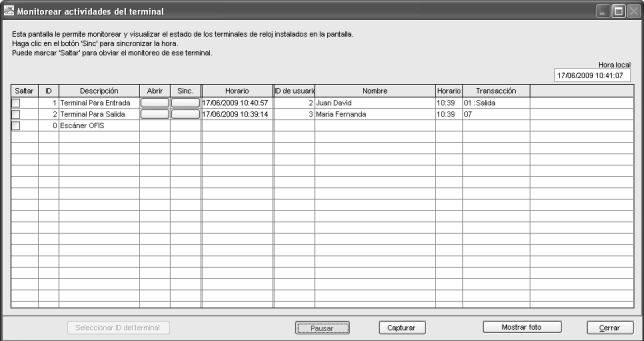 Monitorear actividades del terminal
Esta pantalla le permite monitorear y visualizar el estado de los terminales de reloj instalados en la pantalla.
Haga clic en el botón 'Sinc' para sincronizar la hora.
Puede marcar 'Saltar' para obviar el monitoreo de ese terminal.
Hora local
17/06/2009 10:41:07
Saltar ID Descripción Abrir Sinc. Horario ID de usuari Nombre Horario Transacción
1 Terminal Para Entrada 17/06/2009 10:40:57 2 Juan David 10:39 01 :Salida
2 Terminal Para Salida 17/06/2009 10:39:14 3 Maria Fernanda 10:39 07
0 Escáner OFIS
Seleccionar ID del terminal Pausar Capturar Mostrar foto Cerrar